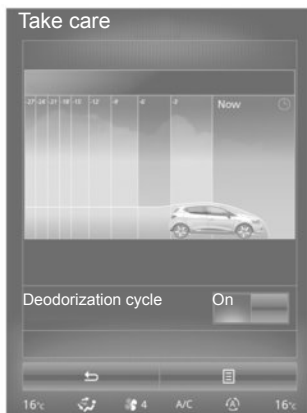 Take care
-27 -24 -21 -18 -15 -12 -9 -6 -3 Now
Deodorization cycle On
16°c 4 A/C A 16°c